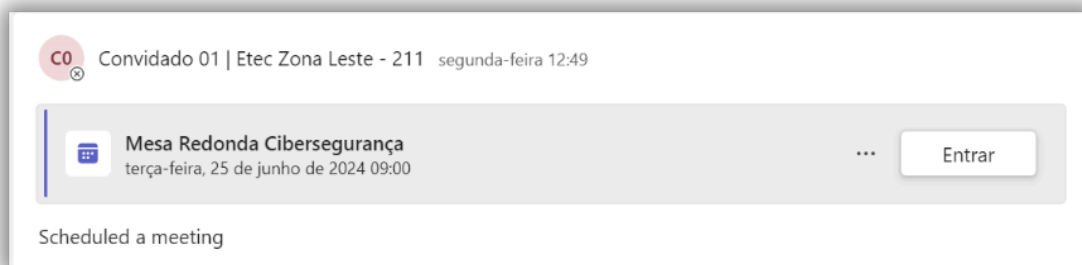 C0 Convidado 01 | Etec Zona Leste - 211 segunda-feira 12:49
Mesa Redonda Cibersegurança
terça-feira, 25 de junho de 2024 09:00
... Entrar
Scheduled a meeting